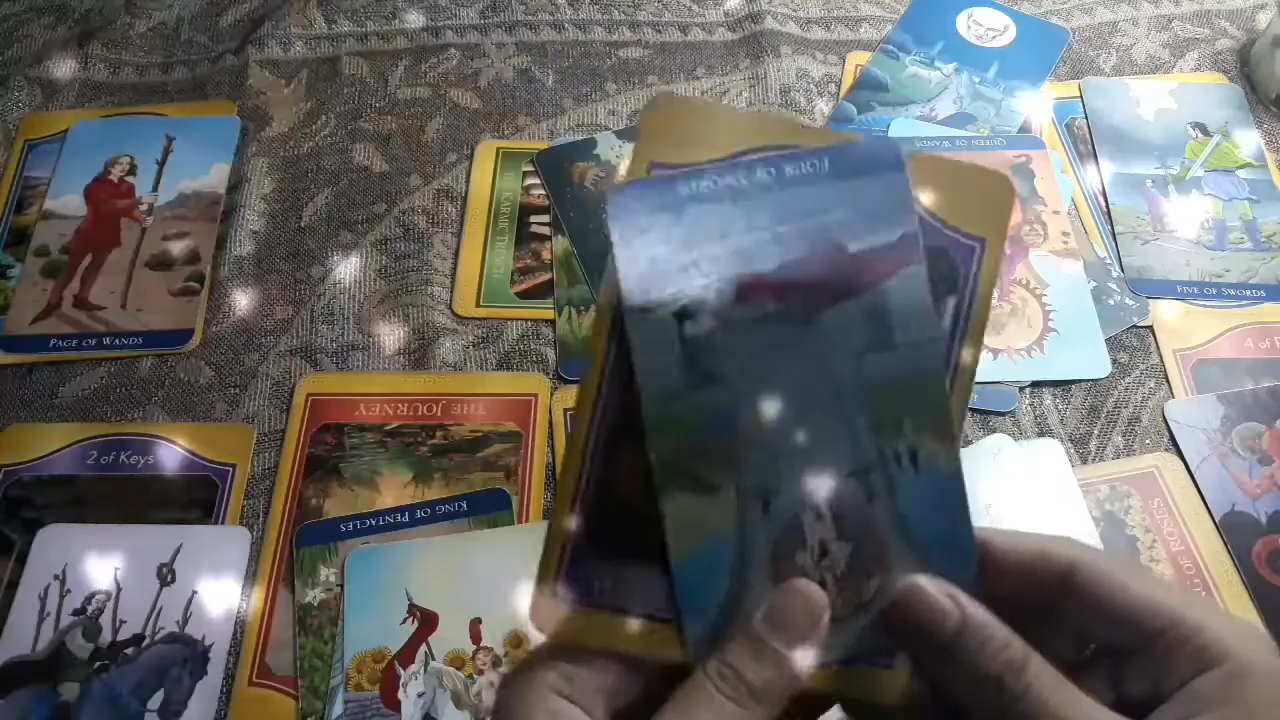 QUEEN OF WANDS
FOUR OF SWORDS
FIVE OF SWORDS
PAGE OF WANDS
4 of
THE JOURNEY
2 of Keys
KING OF PENTACLES
OF ROSES